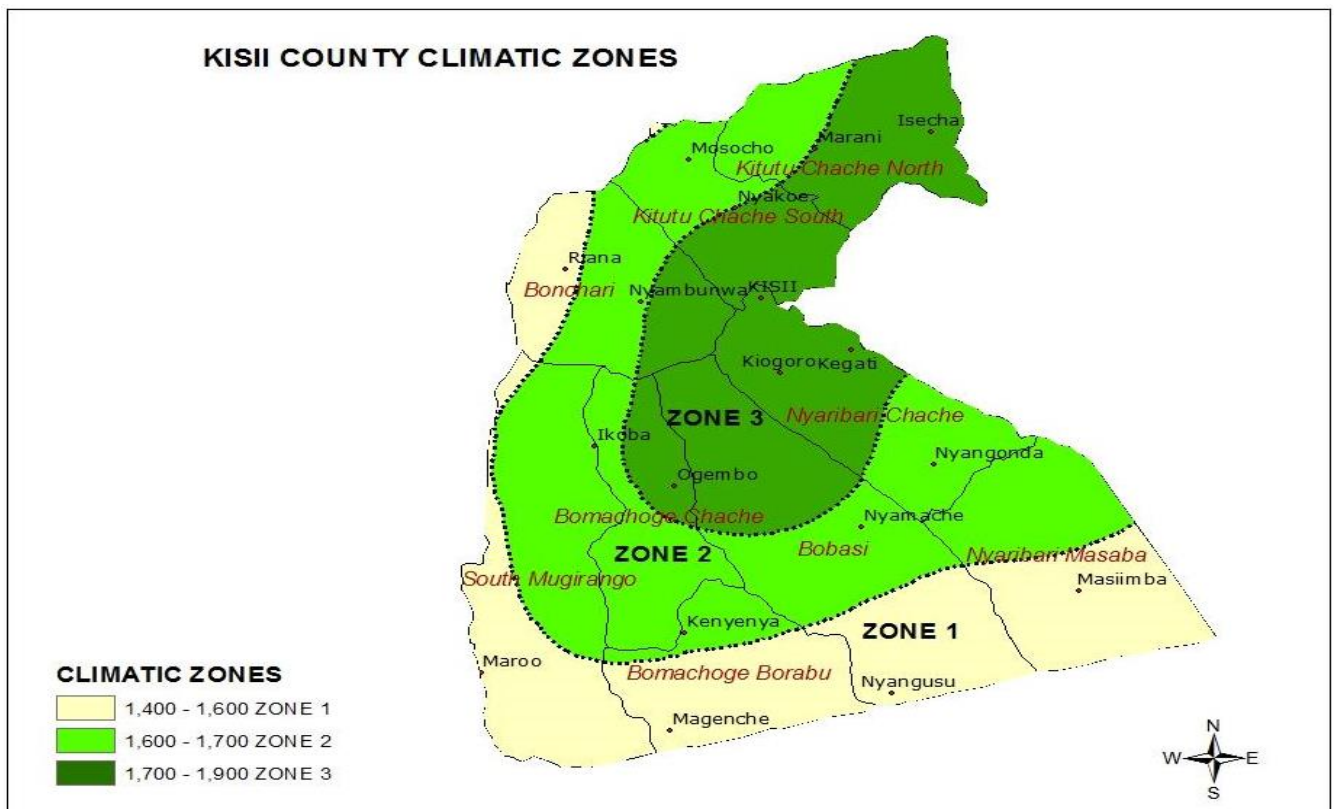 KISII COUNTY CLIMATIC ZONES
Isecha
Marani
Mosocho
Kitutu Chache North
Nyakoe
Kitutu Chache South
Riana
Bonchari
Nyambunwa
KISII
Kiogoro
Kegati
ZONE 3
Nyaribari Chache
Ikoba
Nyangonda
Ogembo
Bomachoge Chache
Nyamache
ZONE 2
Bobasi
Nyaribari Masaba
South Mugirango
Masiimba
Kenyenya
ZONE 1
Maroo
Bomachoge Borabu
Nyangusu
Magenche
CLIMATIC ZONES
1,400 - 1,600 ZONE 1
1,600 - 1,700 ZONE 2
1,700 - 1,900 ZONE 3
N
W E
S